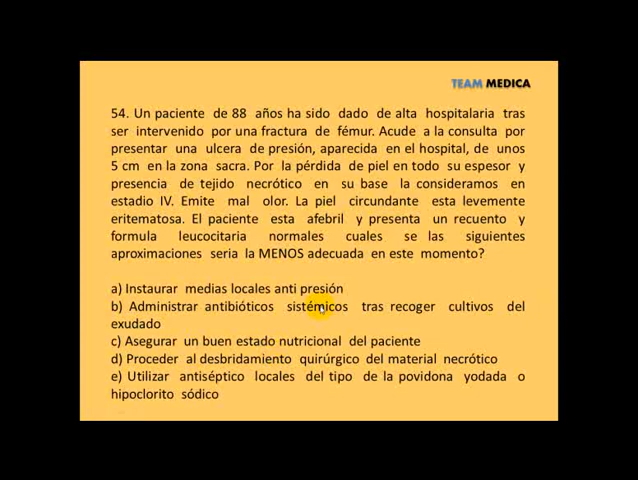 TEAM MEDICA
54. Un paciente de 88 años ha sido dado de alta hospitalaria tras
ser intervenido por una fractura de fémur. Acude a la consulta por
presentar una ulcera de presión, aparecida en el hospital, de unos
5 cm en la zona sacra. Por la pérdida de piel en todo su espesor y
presencia de tejido necrótico en su base la consideramos en
estadio IV. Emite mal olor. La piel circundante esta levemente
eritematosa. El paciente esta afebril y presenta un recuento y
formula leucocitaria normales cuales se las siguientes
aproximaciones seria la MENOS adecuada en este momento?
a) Instaurar medias locales anti presión
b) Administrar antibióticos sistémicos tras recoger cultivos del
exudado
c) Asegurar un buen estado nutricional del paciente
d) Proceder al desbridamiento quirúrgico del material necrótico
e) Utilizar antiséptico locales del tipo de la povidona yodada o
hipoclorito sódico